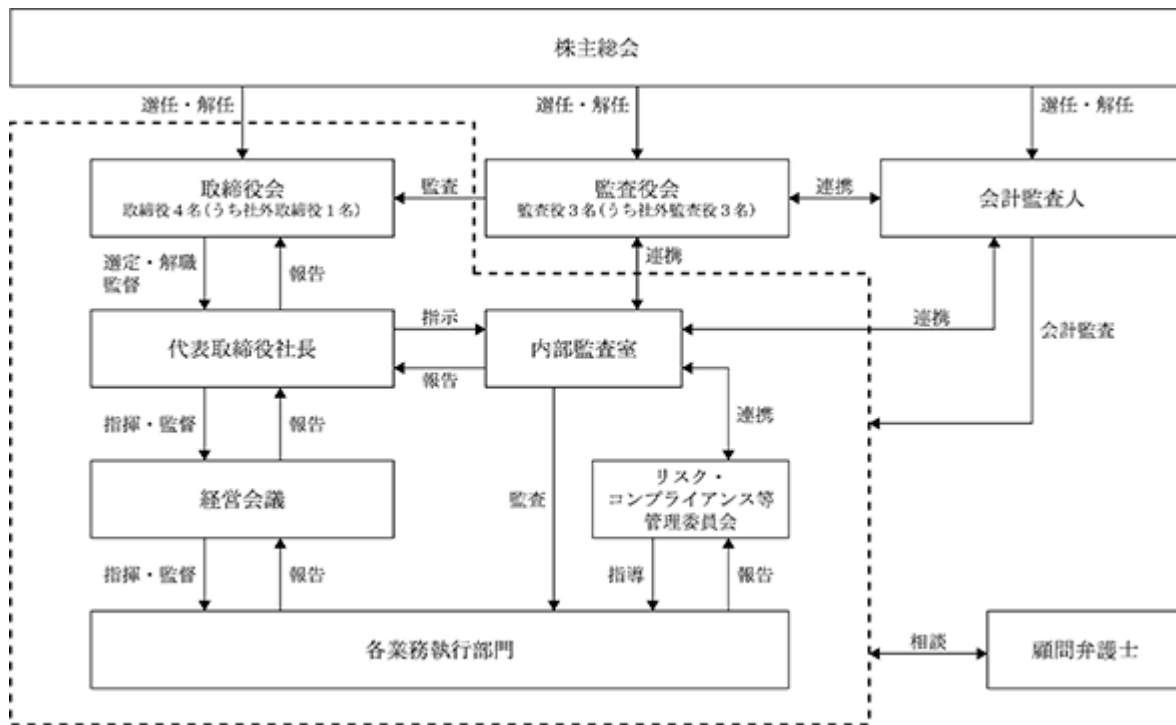 株主総会
選任・解任
選任・解任
選任・解任
取締役会
取締役4名(うち社外取締役1名)
監査
監査役会
監査役3名(うち社外監査役3名)
連携
会計監査人
選定・解職
監督
報告
連携
代表取締役社長
指示
報告
内部監査室
連携
会計監査
指揮・監督
報告
連携
経営会議
監査
リスク・
コンプライアンス等
管理委員会
指揮・監督
報告
指導
報告
各業務執行部門
相談
顧問弁護士